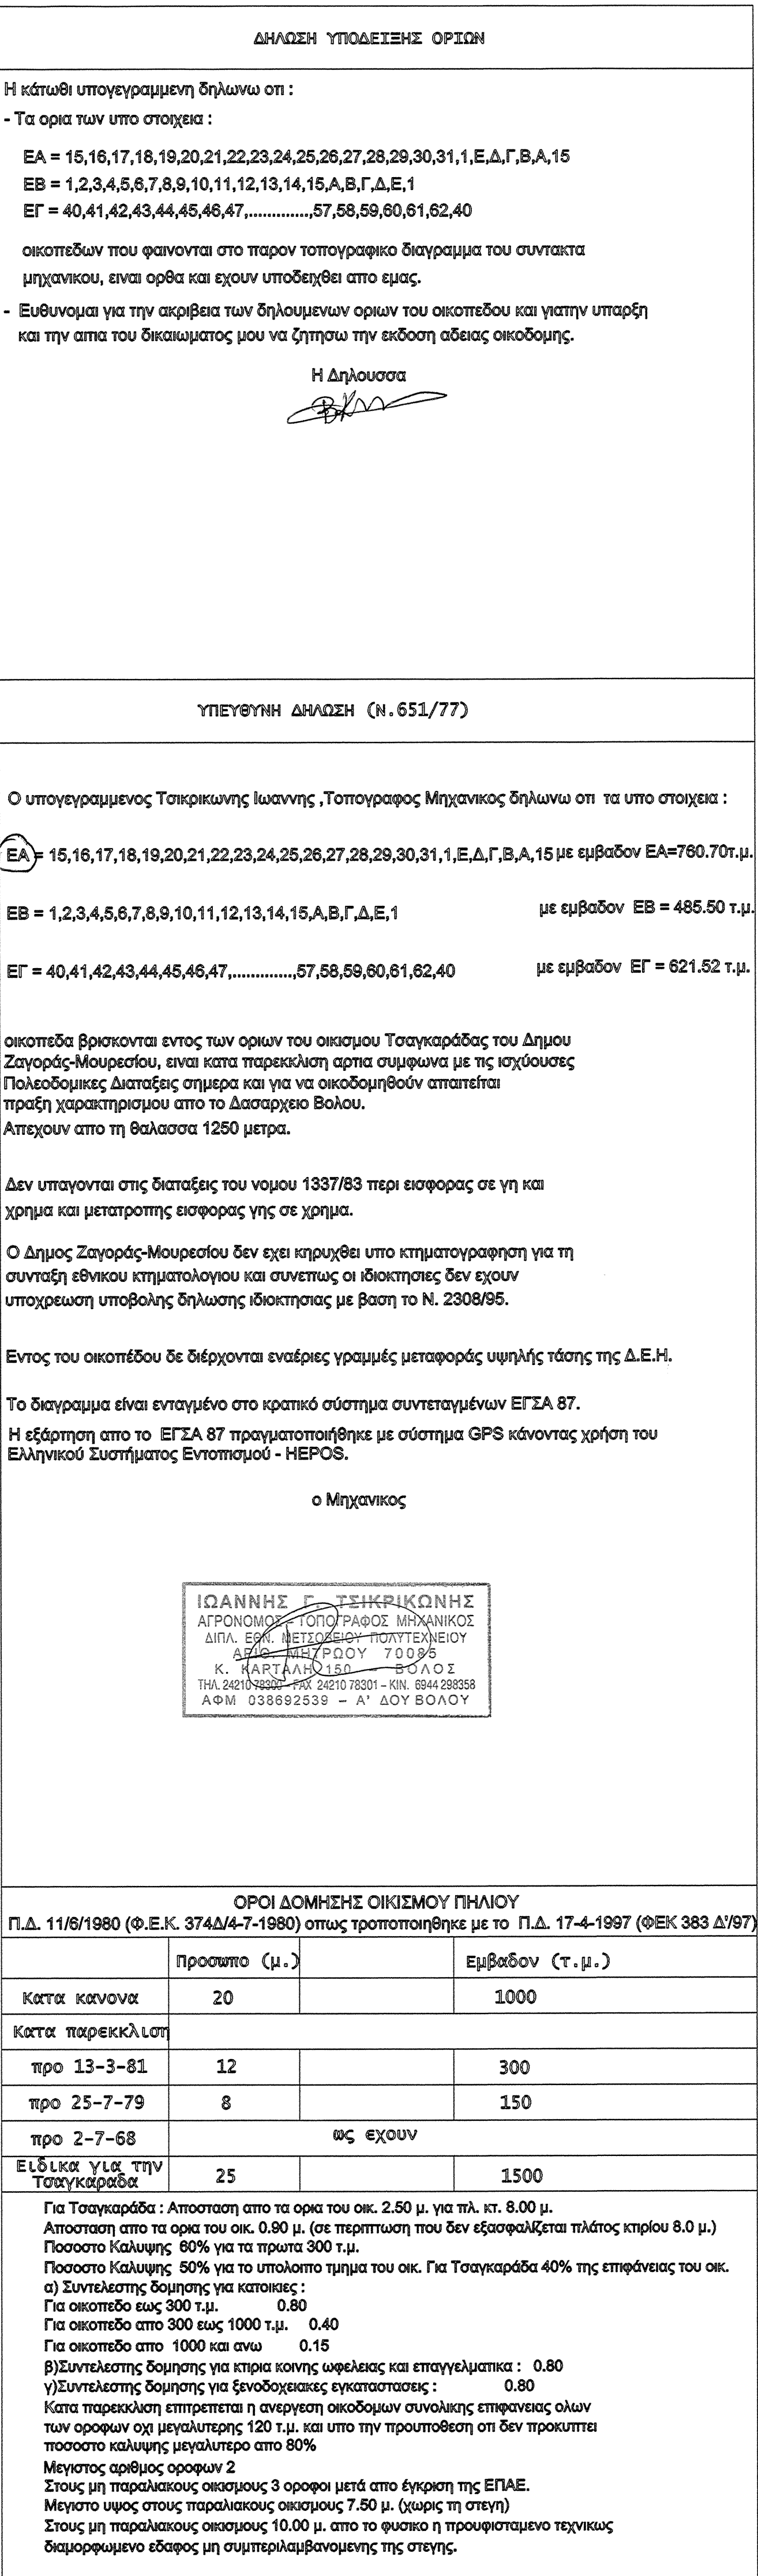 ΔΗΛΩΣΗ ΥΠΟΔΕΙΞΗΣ ΟΡΙΩΝ
Η κάτωθι υπογεγραμμενη δηλωνω οτι :
- Τα ορια των υπο στοιχεια :
ΕΑ = 15,16,17,18,19,20,21,22,23,24,25,26,27,28,29,30,31,1,Ε,Δ,Γ,Β,Α,15
ΕΒ = 1,2,3,4,5,6,7,8,9,10,11,12,13,14,15,Α,Β,Γ,Δ,Ε,1
ΕΓ = 40,41,42,43,44,45,46,47,.............,57,58,59,60,61,62,40
οικοπεδων που φαινονται στο παρον τοπογραφικο διαγραμμα του συντακτα
μηχανικου, ειναι ορθα και εχουν υποδειχθει απο εμας.
- Ευθυνομαι για την ακριβεια των δηλουμενων οριων του οικοπεδου και γιατην υπαρξη
και την αιτια του δικαιωματος μου να ζητησω την εκδοση αδειας οικοδομης.
Η Δηλουσσα
ΥΠΕΥΘΥΝΗ ΔΗΛΩΣΗ (Ν.651/77)
Ο υπογεγραμμενος Τσικρικωνης Ιωαννης ,Τοπογραφος Μηχανικος δηλωνω οτι τα υπο στοιχεια :
ΕΑ = 15,16,17,18,19,20,21,22,23,24,25,26,27,28,29,30,31,1,Ε,Δ,Γ,Β,Α,15 με εμβαδον ΕΑ=760.70τ.μ.
ΕΒ = 1,2,3,4,5,6,7,8,9,10,11,12,13,14,15,Α,Β,Γ,Δ,Ε,1 με εμβαδον ΕΒ = 485.50 τ.μ.
ΕΓ = 40,41,42,43,44,45,46,47,.............,57,58,59,60,61,62,40 με εμβαδον ΕΓ = 621.52 τ.μ.
οικοπεδα βρισκονται εντος των οριων του οικισμου Τσαγκαράδας του Δημου
Ζαγοράς-Μουρεσίου, ειναι κατα παρεκκλιση αρτια συμφωνα με τις ισχύουσες
Πολεοδομικες Διαταξεις σημερα και για να οικοδομηθούν απαιτείται
πραξη χαρακτηρισμου απο το Δασαρχειο Βολου.
Απεχουν απο τη θαλασσα 1250 μετρα.
Δεν υπαγονται στις διαταξεις του νομου 1337/83 περι εισφορας σε γη και
χρημα και μετατροπης εισφορας γης σε χρημα.
Ο Δημος Ζαγοράς-Μουρεσίου δεν εχει κηρυχθει υπο κτηματογραφηση για τη
συνταξη εθνικου κτηματολογιου και συνεπως οι ιδιοκτησιες δεν εχουν
υποχρεωση υποβολης δηλωσης ιδιοκτησιας με βαση το Ν. 2308/95.
Εντος του οικοπέδου δε διέρχονται εναέριες γραμμές μεταφοράς υψηλής τάσης της Δ.Ε.Η.
Το διαγραμμα είναι ενταγμένο στο κρατικό σύστημα συντεταγμένων ΕΓΣΑ 87.
Η εξάρτηση απο το ΕΓΣΑ 87 πραγματοποιήθηκε με σύστημα GPS κάνοντας χρήση του
Ελληνικού Συστήματος Εντοπισμού - HEPOS.
ο Μηχανικος
ΙΩΑΝΝΗΣ Γ. ΤΣΙΚΡΙΚΩΝΗΣ
ΑΓΡΟΝΟΜΟΣ - ΤΟΠΟΓΡΑΦΟΣ ΜΗΧΑΝΙΚΟΣ
ΔΙΠΛ. ΕΘΝ. ΜΕΤΣΟΒΕΙΟΥ ΠΟΛΥΤΕΧΝΕΙΟΥ
ΑΡΙΘ. ΜΗΤΡΩΟΥ 70085
Κ. ΚΑΡΤΑΛΗ 150 - ΒΟΛΟΣ
ΤΗΛ. 24210 78300 - FAX 24210 78301 - ΚΙΝ. 6944 298358
ΑΦΜ 038692539 - Α' ΔΟΥ ΒΟΛΟΥ
ΟΡΟΙ ΔΟΜΗΣΗΣ ΟΙΚΙΣΜΟΥ ΠΗΛΙΟΥ
Π.Δ. 11/6/1980 (Φ.Ε.Κ. 374Δ/4-7-1980) οπως τροποποιηθηκε με το Π.Δ. 17-4-1997 (ΦΕΚ 383 Δ'/97)
Προσωπο (μ.) Εμβαδον (τ.μ.)
Κατα κανονα 20 1000
Κατα παρεκκλιση
προ 13-3-81 12 300
προ 25-7-79 8 150
προ 2-7-68 ως εχουν
Ειδικα για την
Τσαγκαραδα 25 1500
Για Τσαγκαράδα : Αποσταση απο τα ορια του οικ. 2.50 μ. για πλ. κτ. 8.00 μ.
Αποσταση απο τα ορια του οικ. 0.90 μ. (σε περιπτωση που δεν εξασφαλίζεται πλάτος κτιρίου 8.0 μ.)
Ποσοστο Καλυψης 60% για τα πρωτα 300 τ.μ.
Ποσοστο Καλυψης 50% για το υπολοιπο τμημα του οικ. Για Τσαγκαράδα 40% της επιφάνειας του οικ.
α) Συντελεστης δομησης για κατοικιες :
Για οικοπεδο εως 300 τ.μ. 0.80
Για οικοπεδο απο 300 εως 1000 τ.μ. 0.40
Για οικοπεδο απο 1000 και ανω 0.15
β)Συντελεστης δομησης για κτιρια κοινης ωφελειας και επαγγελματικα : 0.80
γ)Συντελεστης δομησης για ξενοδοχειακες εγκαταστασεις : 0.80
Κατα παρεκκλιση επιτρεπεται η ανεργεση οικοδομων συνολικης επιφανειας ολων
των οροφων οχι μεγαλυτερης 120 τ.μ. και υπο την προυποθεση οτι δεν προκυπτει
ποσοστο καλυψης μεγαλυτερο απο 80%
Μεγιστος αριθμος οροφων 2
Στους μη παραλιακους οικισμους 3 οροφοι μετά απο έγκριση της ΕΠΑΕ.
Μεγιστο υψος στους παραλιακους οικισμους 7.50 μ. (χωρις τη στεγη)
Στους μη παραλιακους οικισμους 10.00 μ. απο το φυσικο η προυφισταμενο τεχνικως
διαμορφωμενο εδαφος μη συμπεριλαμβανομενης της στεγης.